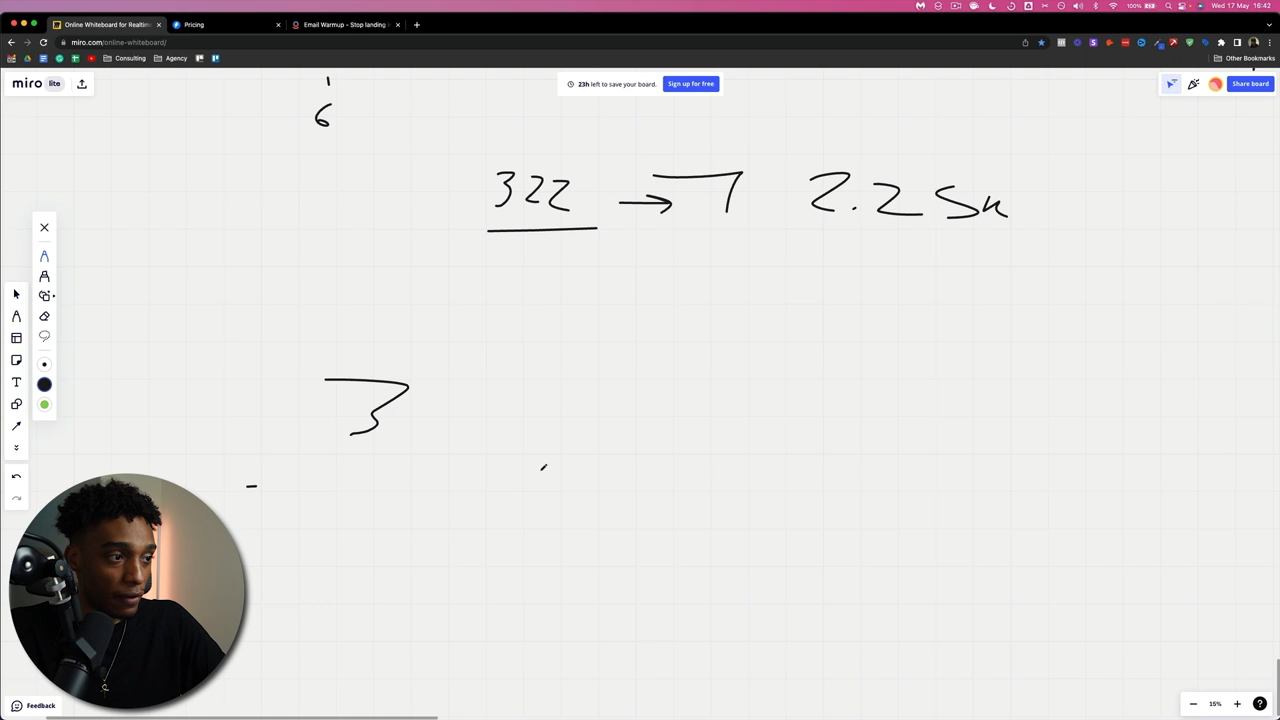 Wed 17 May 16:42
100%
Online Whiteboard for Realtim
Pricing
Email Warmup - Stop landing i
miro.com/online-whiteboard/
Consulting
Agency
Other Bookmarks
miro lite
23h left to save your board.
Sign up for free
Share board
6
322 → 7 2.25k
3
Feedback
15%